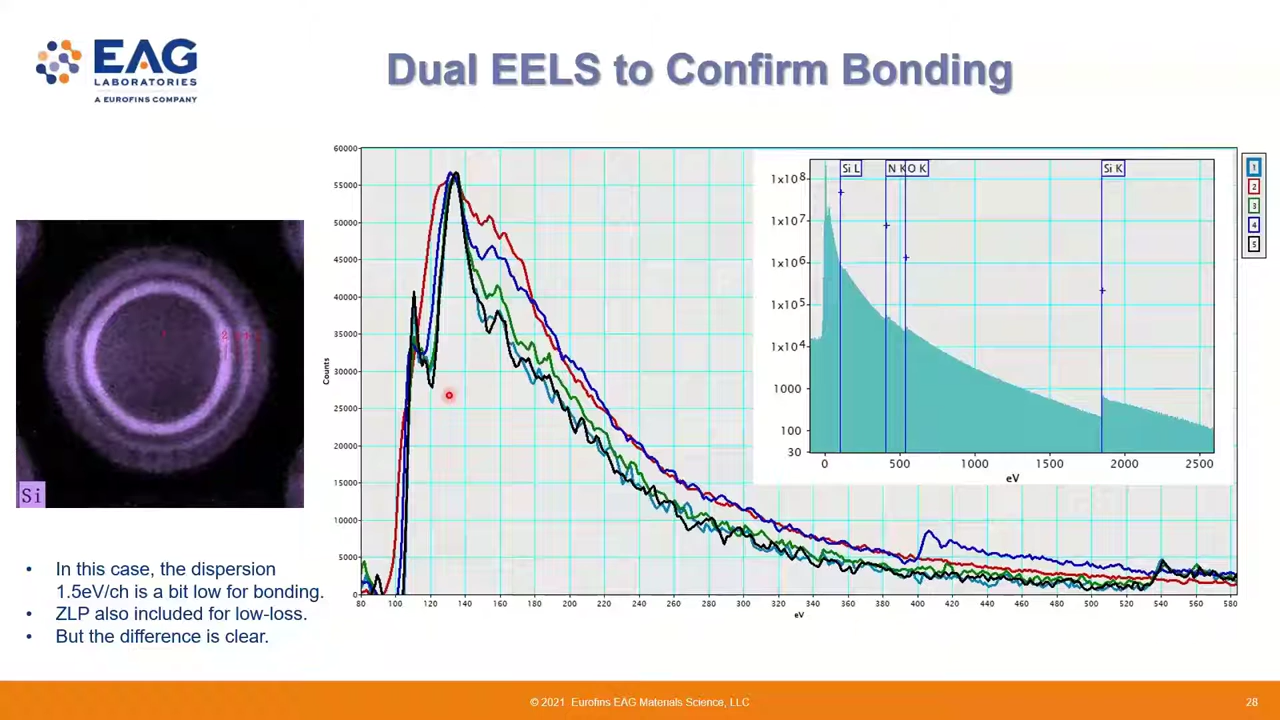 EAG
LABORATORIES
A EUROFINS COMPANY
Dual EELS to Confirm Bonding
Si
• In this case, the dispersion
1.5eV/ch is a bit low for bonding.
• ZLP also included for low-loss.
• But the difference is clear.
Counts
60000
55000
50000
45000
40000
35000
30000
25000
20000
15000
10000
5000
0
80 100 120 140 160 180 200 220 240 260 280 300 320 340 360 380 400 420 440 460 480 500 520 540 560 580
eV
Si L N K O K Si K
1x10⁸
1x10⁷
1x10⁶
1x10⁵
1x10⁴
1000
100
30
0 500 1000 1500 2000 2500
eV
1
2
3
4
5
© 2021 Eurofins EAG Materials Science, LLC
28